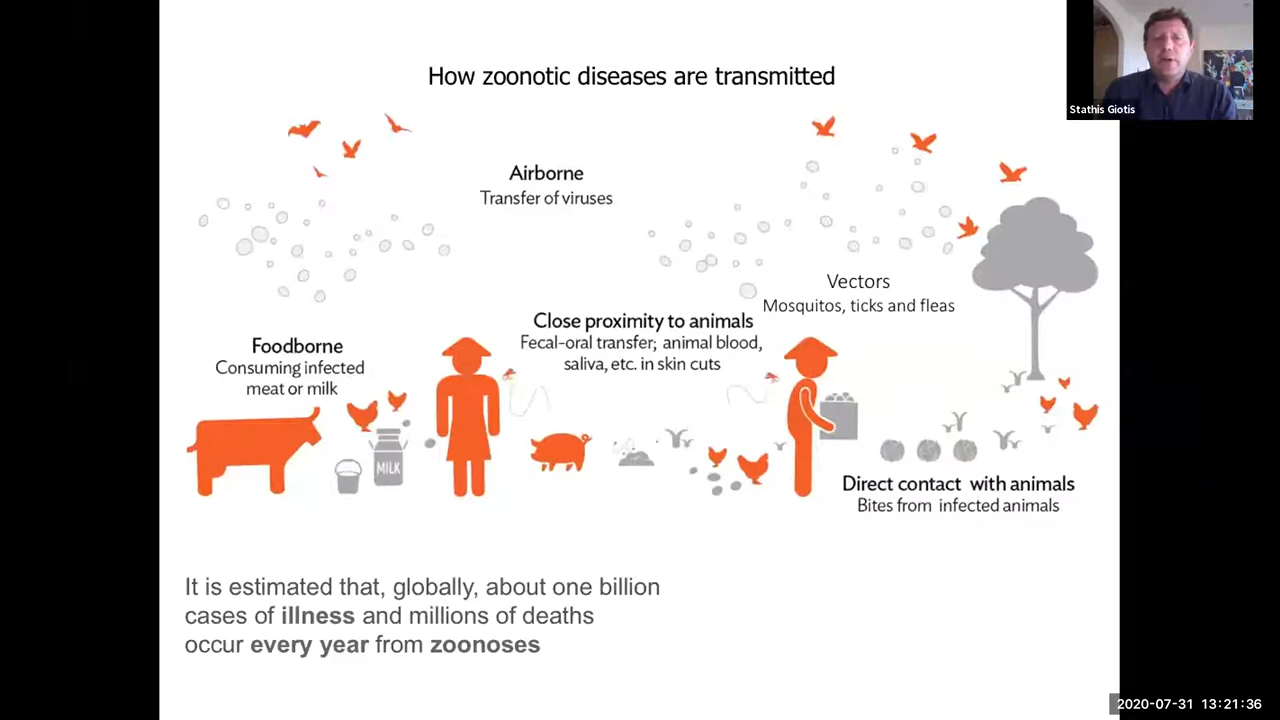 How zoonotic diseases are transmitted
Stathis Giotis
Airborne
Transfer of viruses
Vectors
Mosquitos, ticks and fleas
Close proximity to animals
Fecal-oral transfer; animal blood,
saliva, etc. in skin cuts
Foodborne
Consuming infected
meat or milk
MILK
Direct contact with animals
Bites from infected animals
It is estimated that, globally, about one billion
cases of illness and millions of deaths
occur every year from zoonoses
2020-07-31 13:21:36